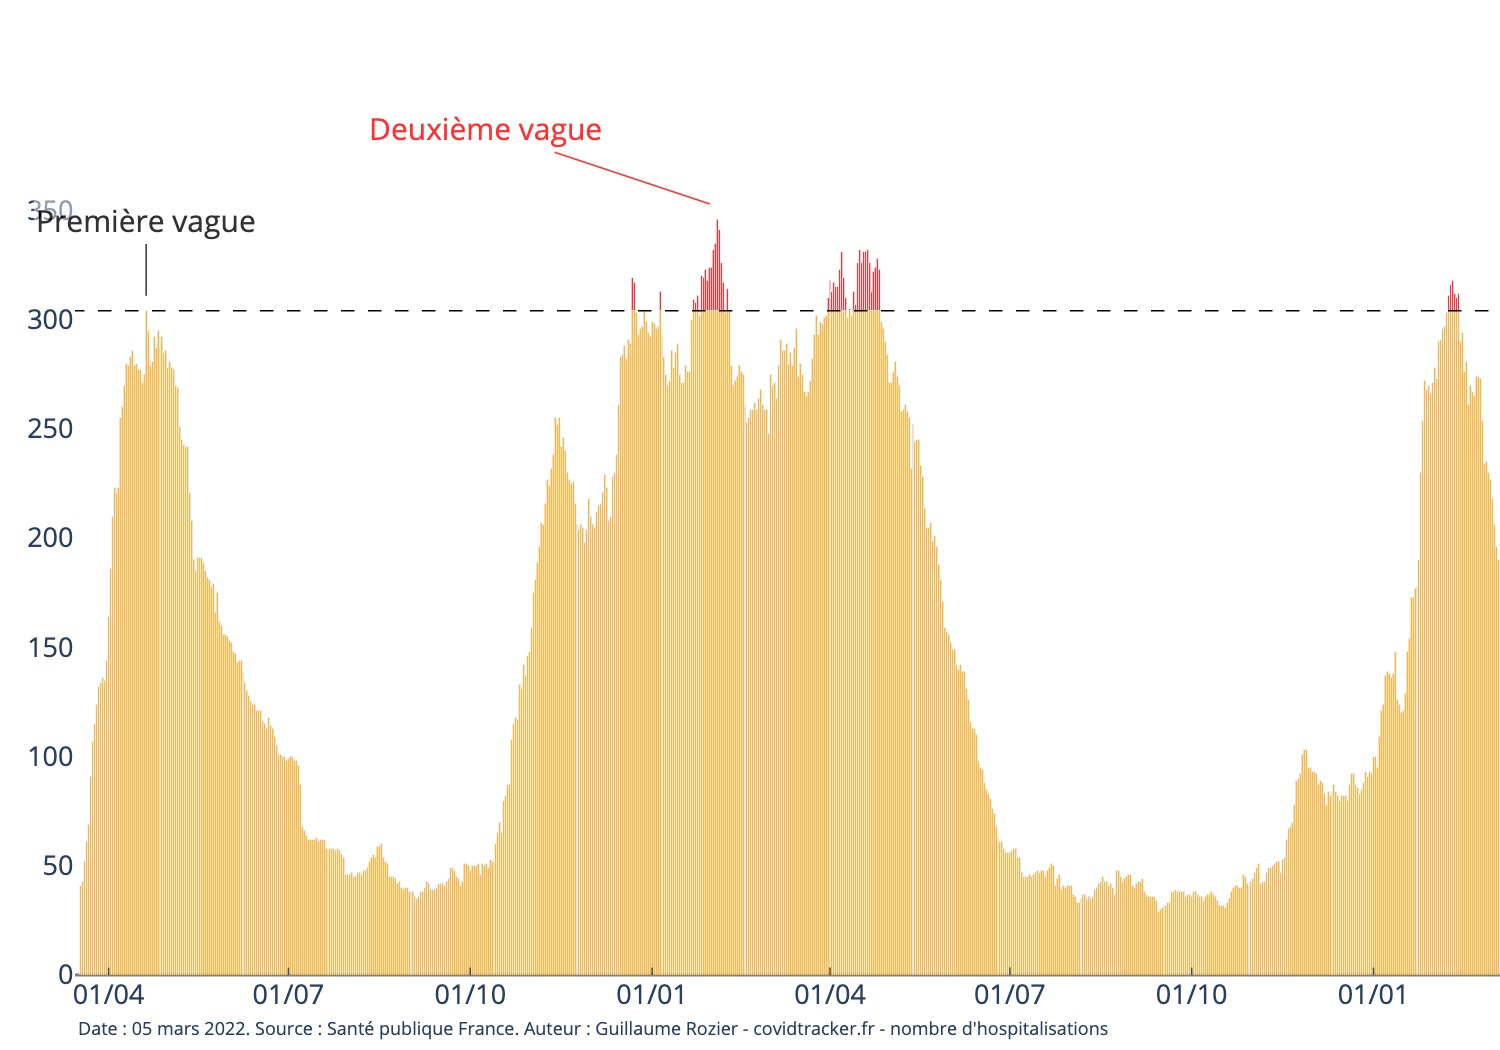 Deuxième vague
350
Première vague
300
250
200
150
100
50
0
01/04 01/07 01/10 01/01 01/04 01/07 01/10 01/01
Date : 05 mars 2022. Source : Santé publique France. Auteur : Guillaume Rozier - covidtracker.fr - nombre d'hospitalisations